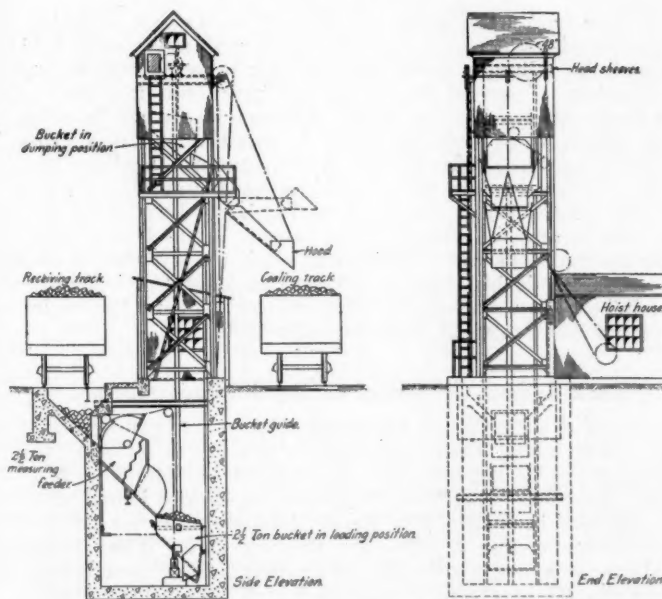 48"
Head sheaves
Bucket in
dumping position
Hood
Receiving track
Coaling track
Hoist house
Bucket guide
2½ Ton
measuring
feeder
2½ Ton bucket in loading position
Side Elevation
End Elevation